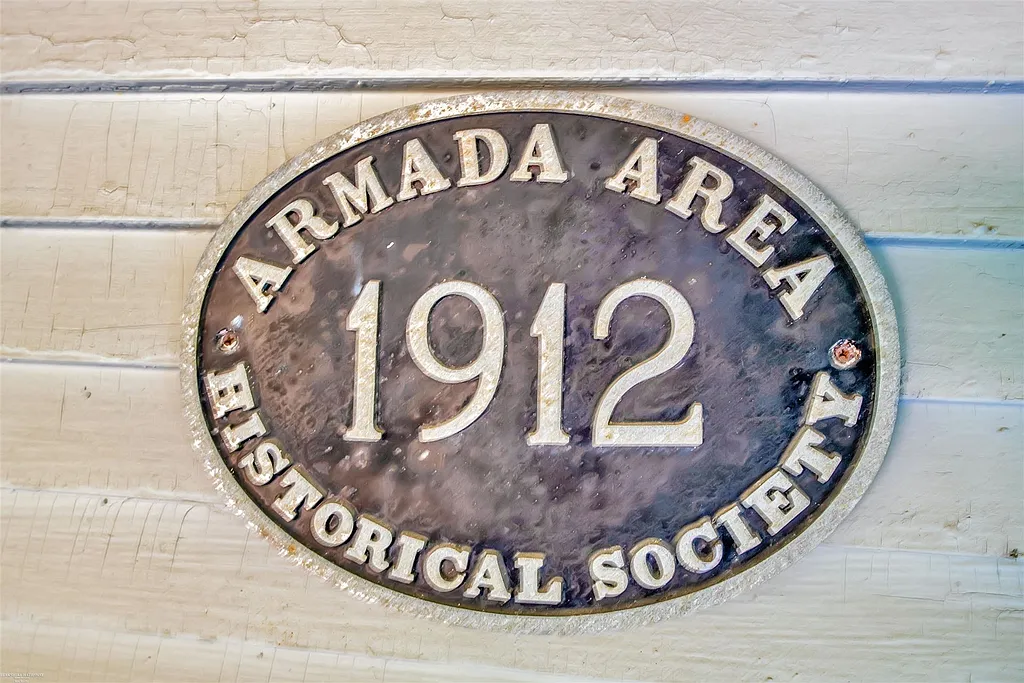 ARMADA AREA
1912
HISTORICAL SOCIETY